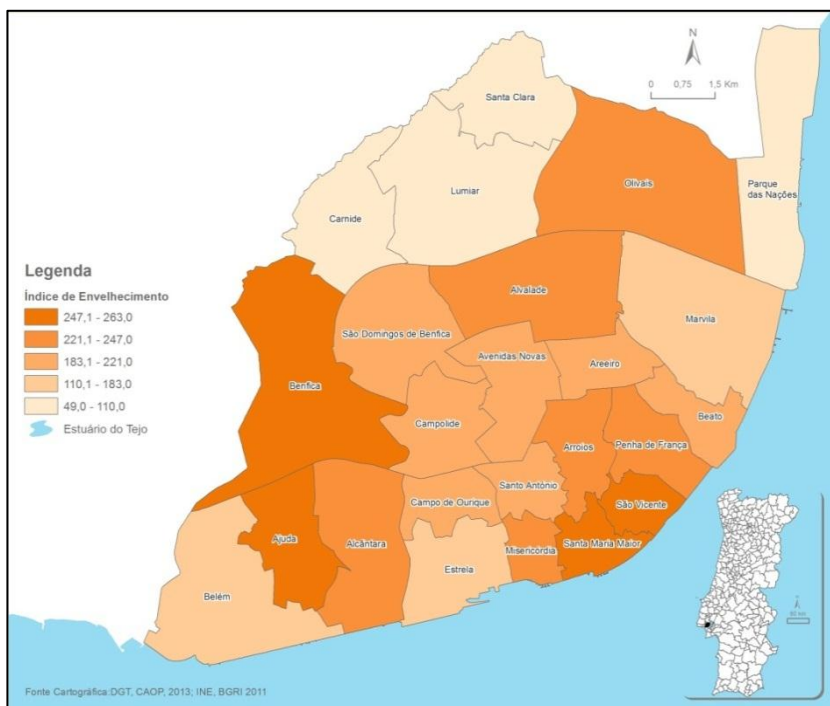 N
0 0,75 1,5 Km
Santa Clara
Olivais
Parque
das Nações
Lumiar
Carnide
Legenda
Índice de Envelhecimento
247,1 - 263,0
221,1 - 247,0
183,1 - 221,0
110,1 - 183,0
49,0 - 110,0
Estuário do Tejo
Alvalade
Marvila
São Domingos de Benfica
Avenidas Novas
Areeiro
Benfica
Beato
Campolide
Arroios
Penha de França
Santo António
Campo de Ourique
São Vicente
Ajuda
Alcântara
Misericórdia
Santa Maria Maior
Estrela
Belém
Fonte Cartográfica:DGT, CAOP, 2013; INE, BGRI 2011